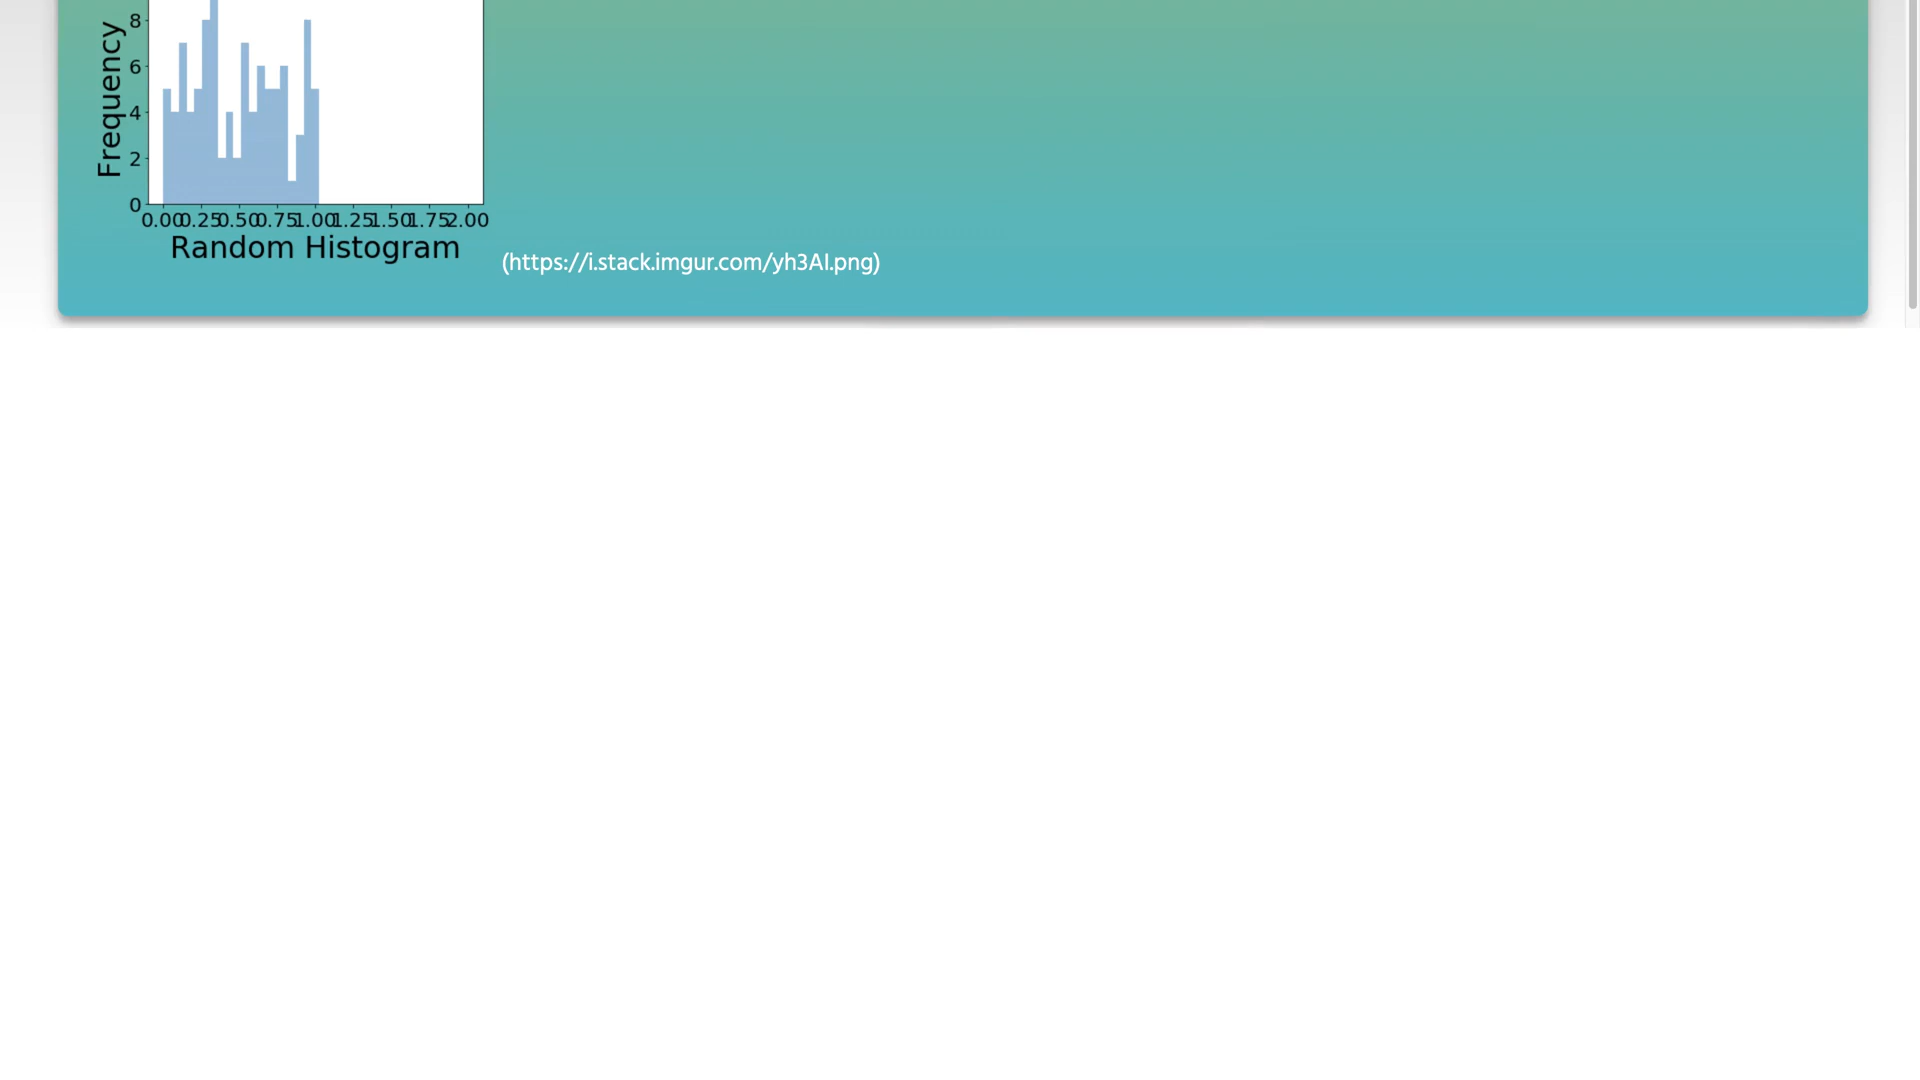 8
6
4
2
0
Frequency
0.00 0.25 0.50 0.75 1.00 1.25 1.50 1.75 2.00
Random Histogram
(https://i.stack.imgur.com/yh3AI.png)